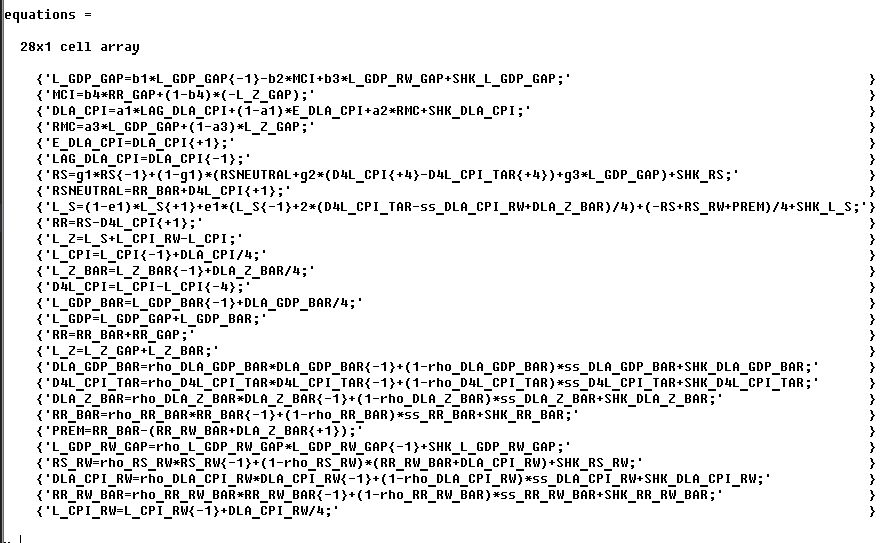 equations =
28x1 cell array
{'L_GDP_GAP=b1*L_GDP_GAP{-1}-b2*MCI+b3*L_GDP_RW_GAP+SHK_L_GDP_GAP;' }
{'MCI=b4*RR_GAP+(1-b4)*(-L_Z_GAP);' }
{'DLA_CPI=a1*LAG_DLA_CPI+(1-a1)*E_DLA_CPI+a2*RMC+SHK_DLA_CPI;' }
{'RMC=a3*L_GDP_GAP+(1-a3)*L_Z_GAP;' }
{'E_DLA_CPI=DLA_CPI{+1};' }
{'LAG_DLA_CPI=DLA_CPI{-1};' }
{'RS=g1*RS{-1}+(1-g1)*(RSNEUTRAL+g2*(D4L_CPI{+4}-D4L_CPI_TAR{+4})+g3*L_GDP_GAP)+SHK_RS;' }
{'RSNEUTRAL=RR_BAR+D4L_CPI{+1};' }
{'L_S=(1-e1)*L_S{+1}+e1*(L_S{-1}+2*(D4L_CPI_TAR-ss_DLA_CPI_RW+DLA_Z_BAR)/4)+(-RS+RS_RW+PREM)/4+SHK_L_S;'}
{'RR=RS-D4L_CPI{+1};' }
{'L_Z=L_S+L_CPI_RW-L_CPI;' }
{'L_CPI=L_CPI{-1}+DLA_CPI/4;' }
{'L_Z_BAR=L_Z_BAR{-1}+DLA_Z_BAR/4;' }
{'D4L_CPI=L_CPI-L_CPI{-4};' }
{'L_GDP_BAR=L_GDP_BAR{-1}+DLA_GDP_BAR/4;' }
{'L_GDP=L_GDP_GAP+L_GDP_BAR;' }
{'RR=RR_BAR+RR_GAP;' }
{'L_Z=L_Z_GAP+L_Z_BAR;' }
{'DLA_GDP_BAR=rho_DLA_GDP_BAR*DLA_GDP_BAR{-1}+(1-rho_DLA_GDP_BAR)*ss_DLA_GDP_BAR+SHK_DLA_GDP_BAR;' }
{'D4L_CPI_TAR=rho_D4L_CPI_TAR*D4L_CPI_TAR{-1}+(1-rho_D4L_CPI_TAR)*ss_D4L_CPI_TAR+SHK_D4L_CPI_TAR;' }
{'DLA_Z_BAR=rho_DLA_Z_BAR*DLA_Z_BAR{-1}+(1-rho_DLA_Z_BAR)*ss_DLA_Z_BAR+SHK_DLA_Z_BAR;' }
{'RR_BAR=rho_RR_BAR*RR_BAR{-1}+(1-rho_RR_BAR)*ss_RR_BAR+SHK_RR_BAR;' }
{'PREM=RR_BAR-(RR_RW_BAR+DLA_Z_BAR{+1});' }
{'L_GDP_RW_GAP=rho_L_GDP_RW_GAP*L_GDP_RW_GAP{-1}+SHK_L_GDP_RW_GAP;' }
{'RS_RW=rho_RS_RW*RS_RW{-1}+(1-rho_RS_RW)*(RR_RW_BAR+DLA_CPI_RW)+SHK_RS_RW;' }
{'DLA_CPI_RW=rho_DLA_CPI_RW*DLA_CPI_RW{-1}+(1-rho_DLA_CPI_RW)*ss_DLA_CPI_RW+SHK_DLA_CPI_RW;' }
{'RR_RW_BAR=rho_RR_RW_BAR*RR_RW_BAR{-1}+(1-rho_RR_RW_BAR)*ss_RR_RW_BAR+SHK_RR_RW_BAR;' }
{'L_CPI_RW=L_CPI_RW{-1}+DLA_CPI_RW/4;' }